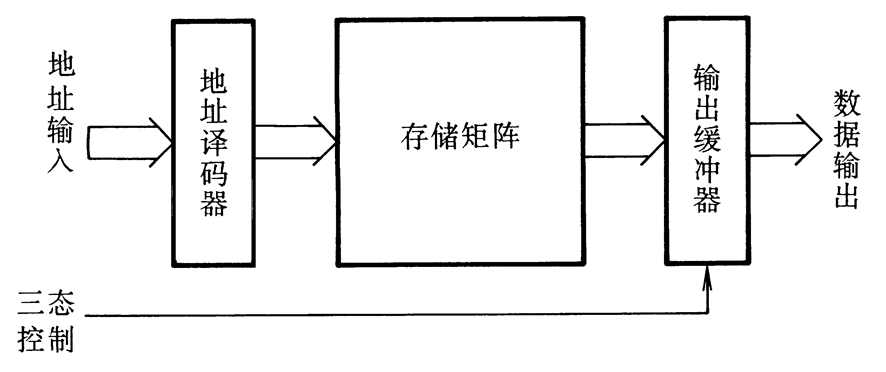 地址输入
地址译码器
存储矩阵
输出缓冲器
数据输出
三态
控制